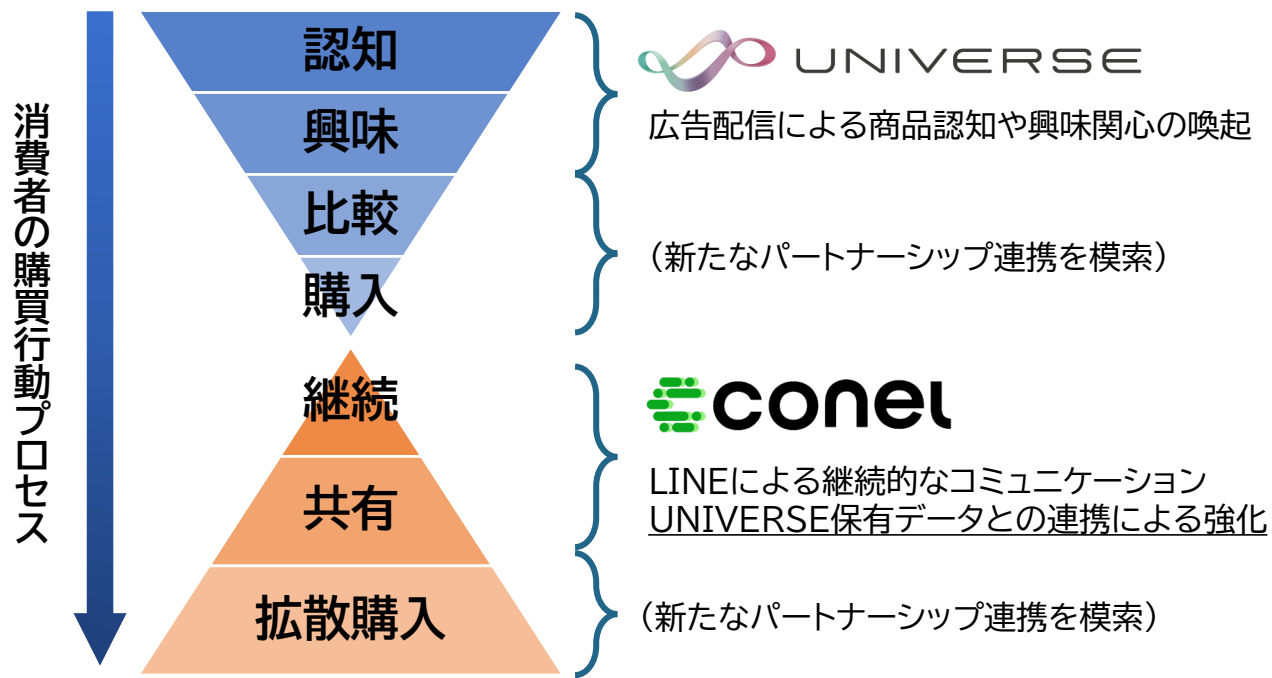 消費者の購買行動プロセス
認知
興味
比較
購入
継続
共有
拡散購入
UNIVERSE
広告配信による商品認知や興味関心の喚起
（新たなパートナーシップ連携を模索）
conel
LINEによる継続的なコミュニケーション
UNIVERSE保有データとの連携による強化
（新たなパートナーシップ連携を模索）